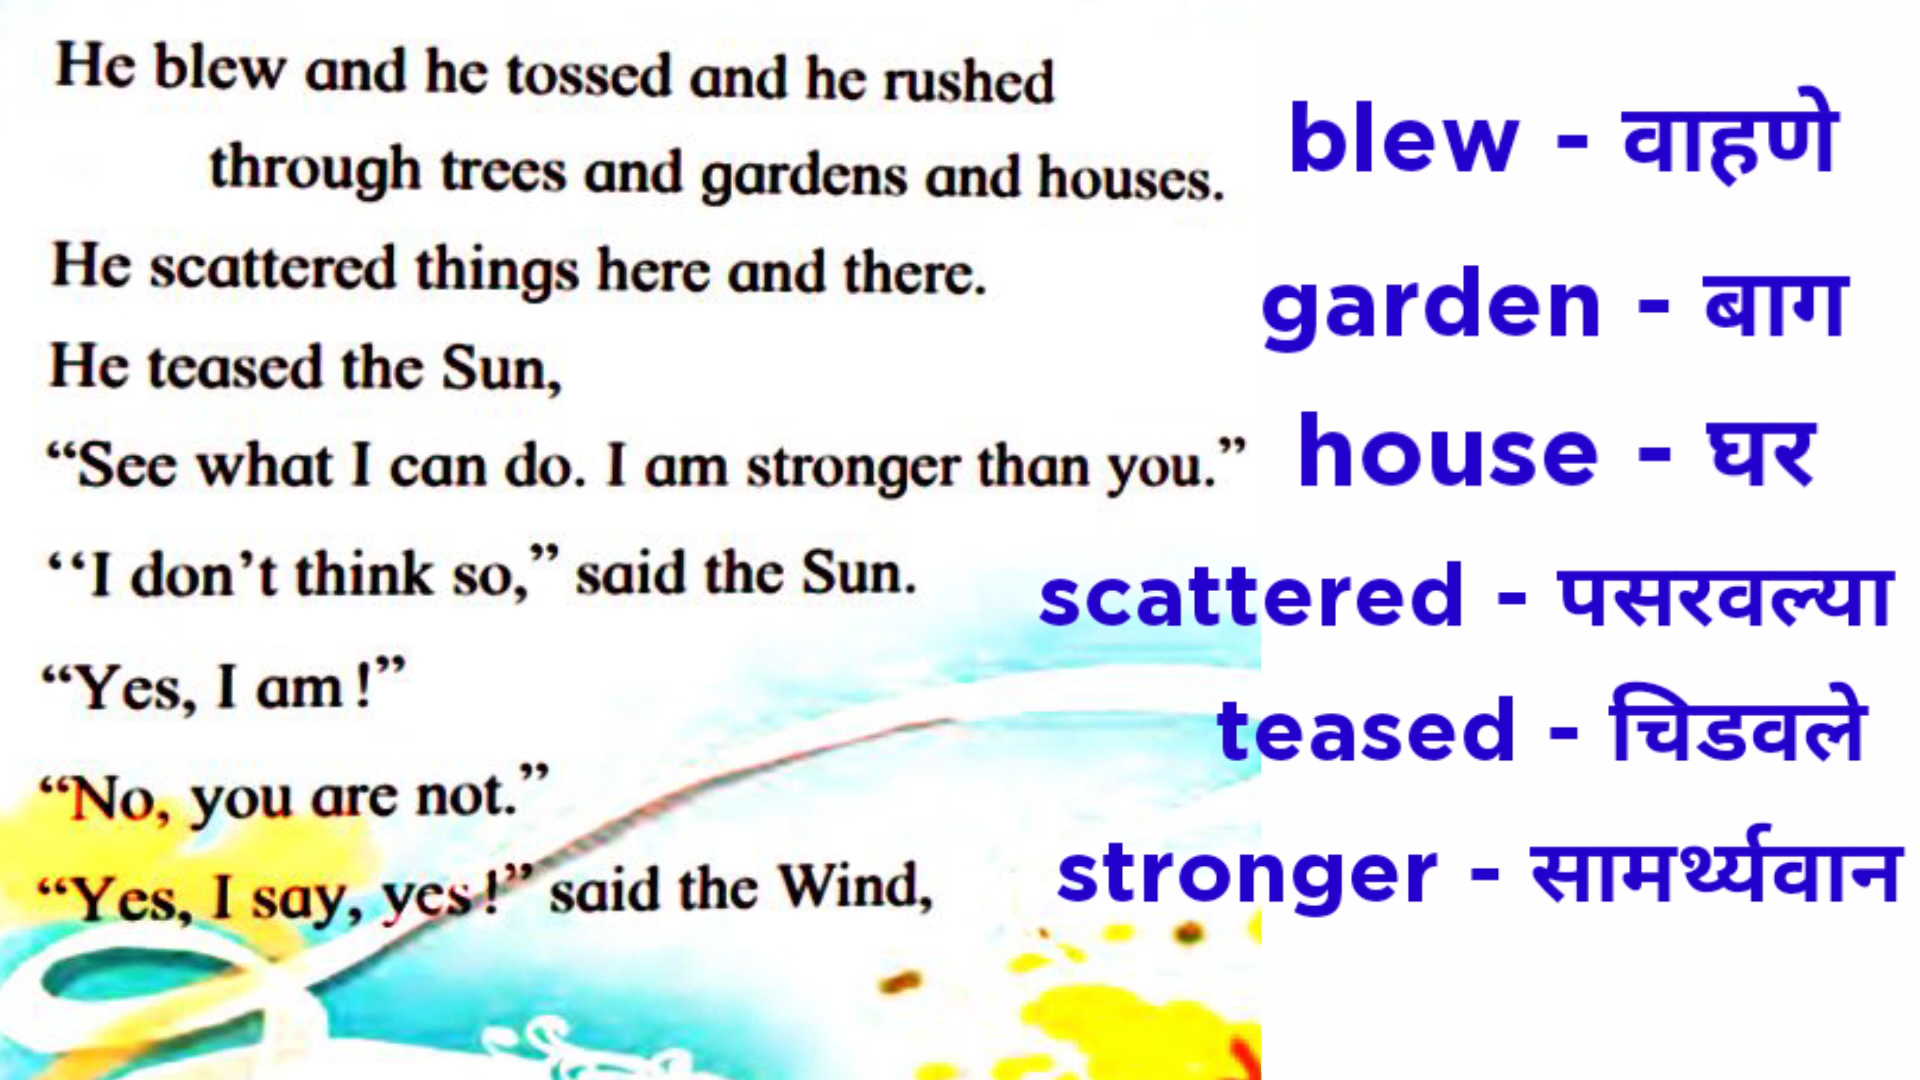 He blew and he tossed and he rushed
through trees and gardens and houses.
He scattered things here and there.
He teased the Sun,
“See what I can do. I am stronger than you.”
‘‘I don’t think so,” said the Sun.
“Yes, I am!”
“No, you are not.”
“Yes, I say, yes!” said the Wind,
blew - वाहणे
garden - बाग
house - घर
scattered - पसरवल्या
teased - चिडवले
stronger - सामर्थ्यवान